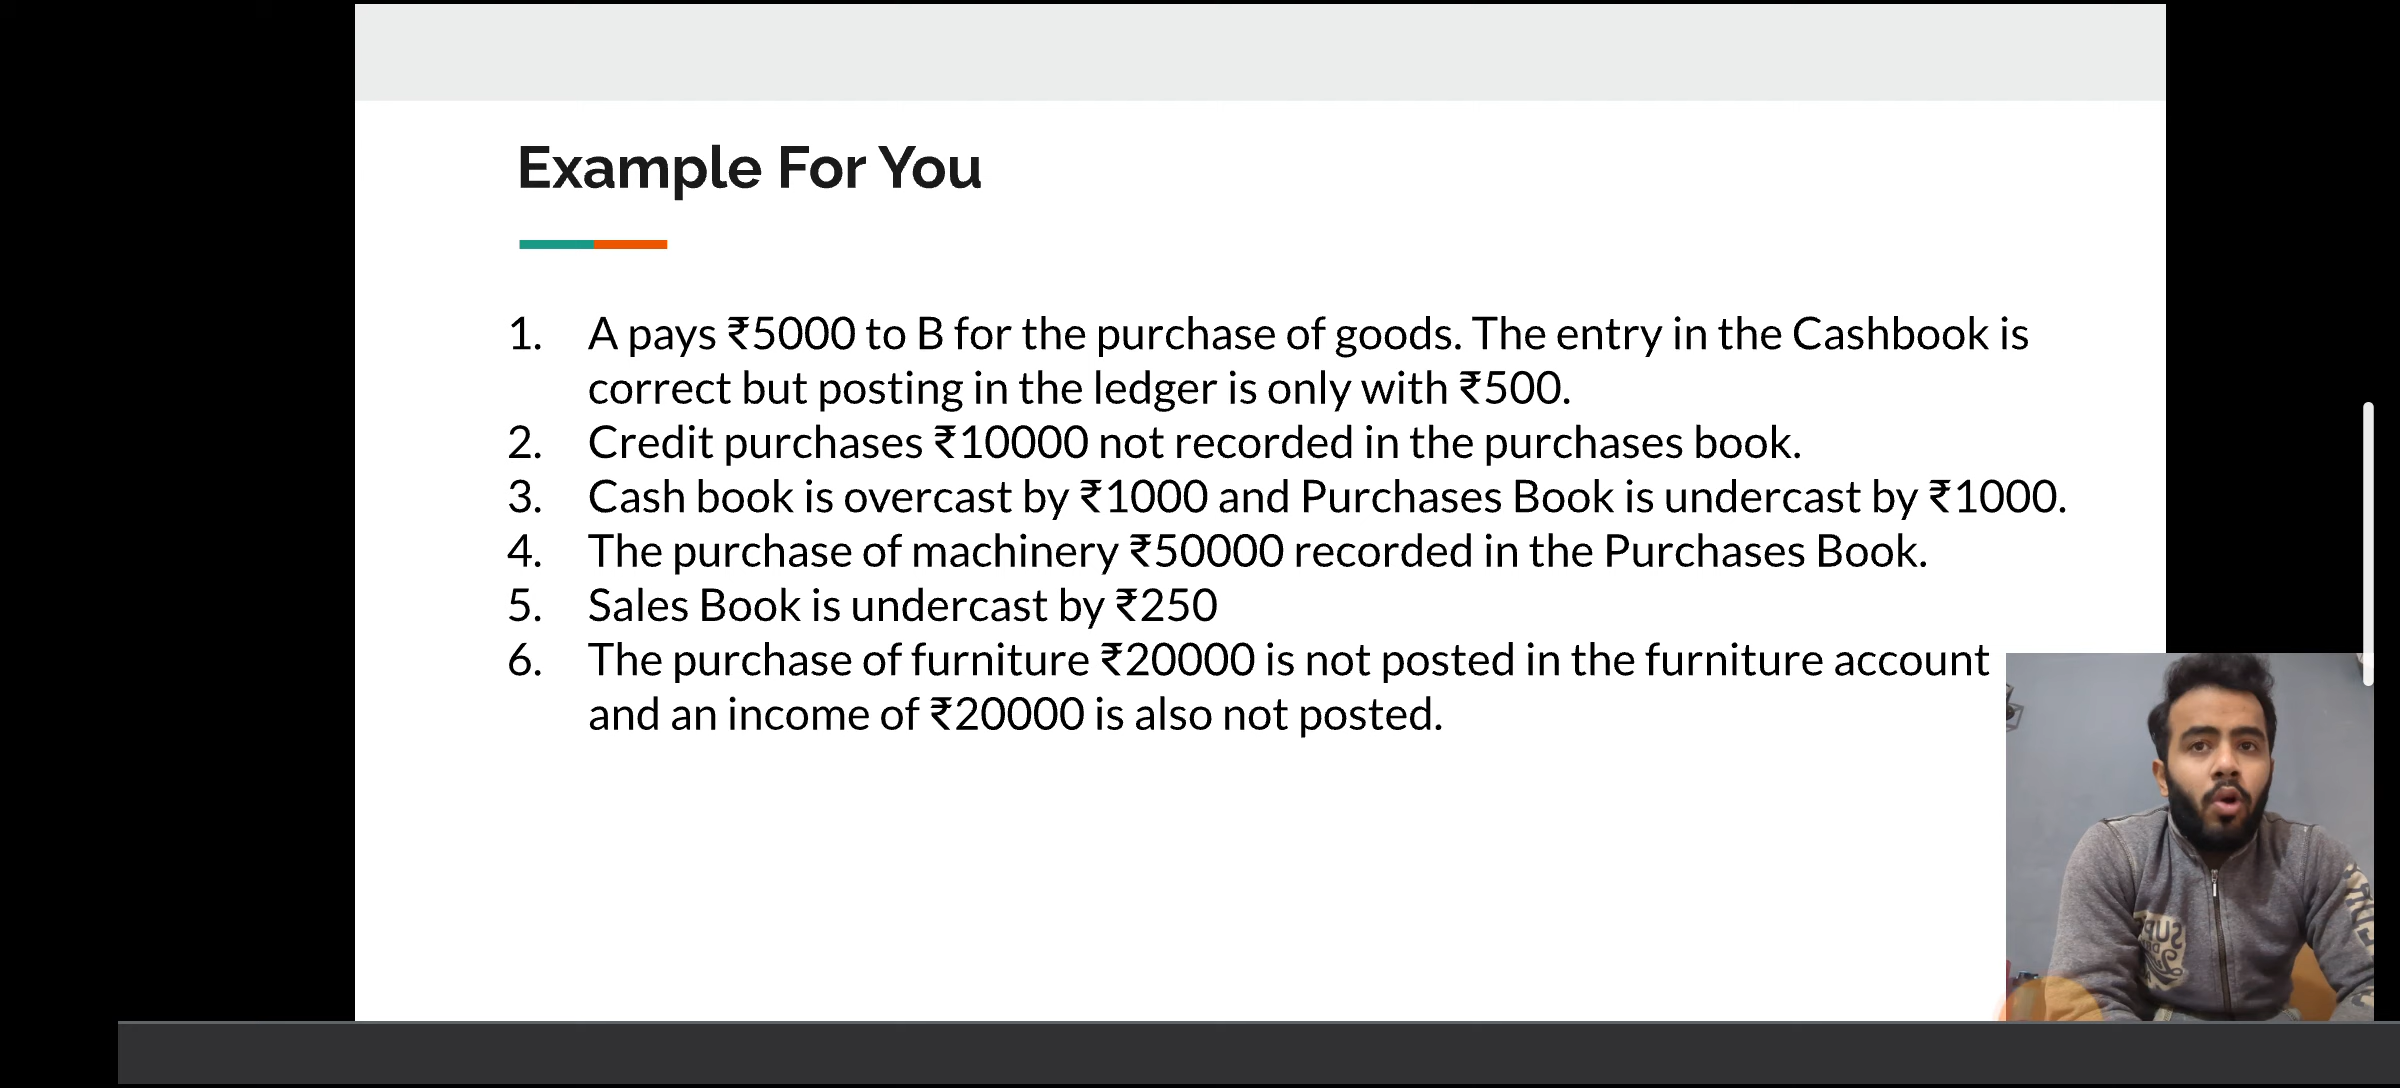 Example For You
1. A pays ₹5000 to B for the purchase of goods. The entry in the Cashbook is
correct but posting in the ledger is only with ₹500.
2. Credit purchases ₹10000 not recorded in the purchases book.
3. Cash book is overcast by ₹1000 and Purchases Book is undercast by ₹1000.
4. The purchase of machinery ₹50000 recorded in the Purchases Book.
5. Sales Book is undercast by ₹250
6. The purchase of furniture ₹20000 is not posted in the furniture account
and an income of ₹20000 is also not posted.